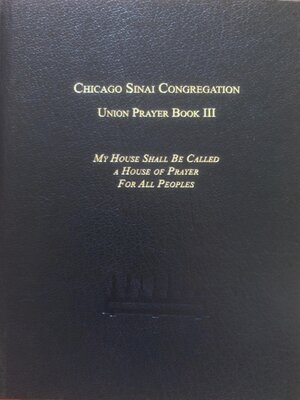 CHICAGO SINAI CONGREGATION
UNION PRAYER BOOK III
MY HOUSE SHALL BE CALLED
A HOUSE OF PRAYER
FOR ALL PEOPLES